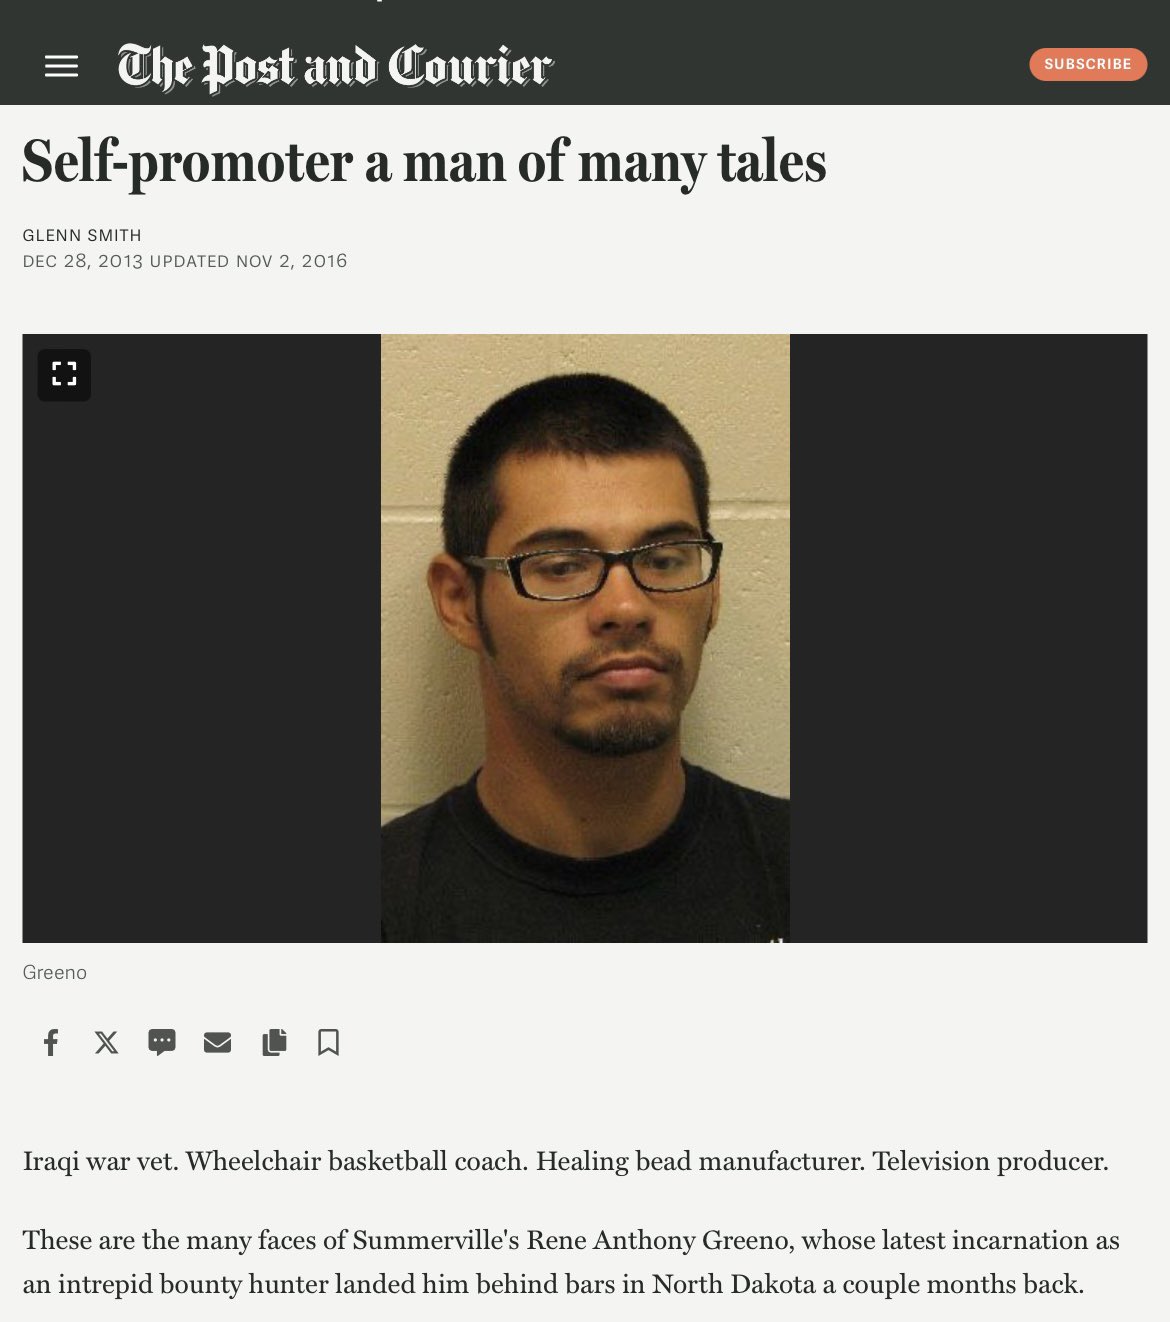 The Post and Courier
SUBSCRIBE
Self-promoter a man of many tales
GLENN SMITH
DEC 28, 2013 UPDATED NOV 2, 2016
Greeno
Iraqi war vet. Wheelchair basketball coach. Healing bead manufacturer. Television producer.
These are the many faces of Summerville's Rene Anthony Greeno, whose latest incarnation as
an intrepid bounty hunter landed him behind bars in North Dakota a couple months back.